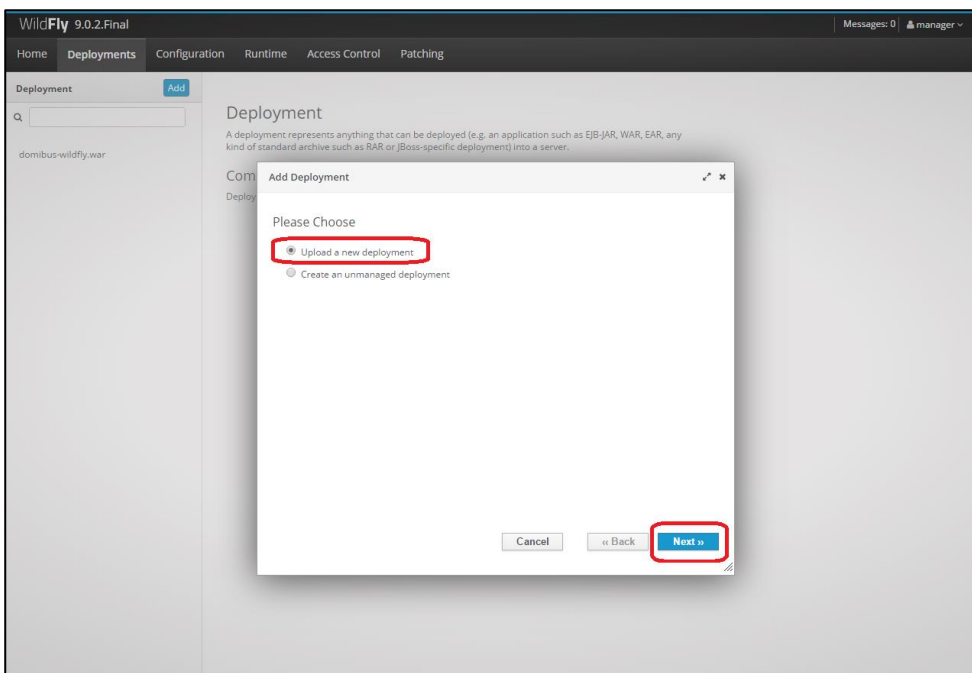 WildFly 9.0.2.Final
Messages: 0 manager
Home Deployments Configuration Runtime Access Control Patching
Deployment Add
domibus-wildfly.war
Deployment
A deployment represents anything that can be deployed (e.g. an application such as EJB-JAR, WAR, EAR, any
kind of standard archive such as RAR or JBoss-specific deployment) into a server.
Com
Deploy
Add Deployment
Please Choose
Upload a new deployment
Create an unmanaged deployment
Cancel ‹‹ Back Next ››